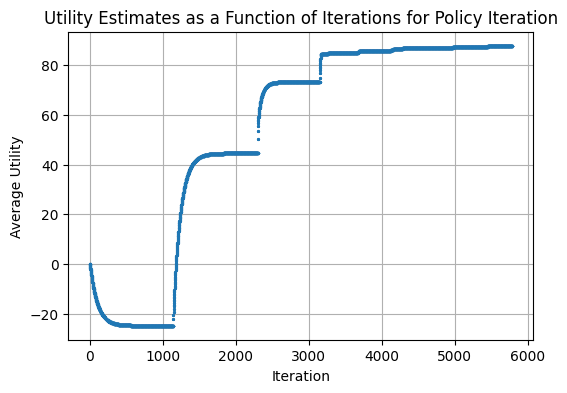 Utility Estimates as a Function of Iterations for Policy Iteration
Average Utility
80
60
40
20
0
−20
0 1000 2000 3000 4000 5000 6000
Iteration